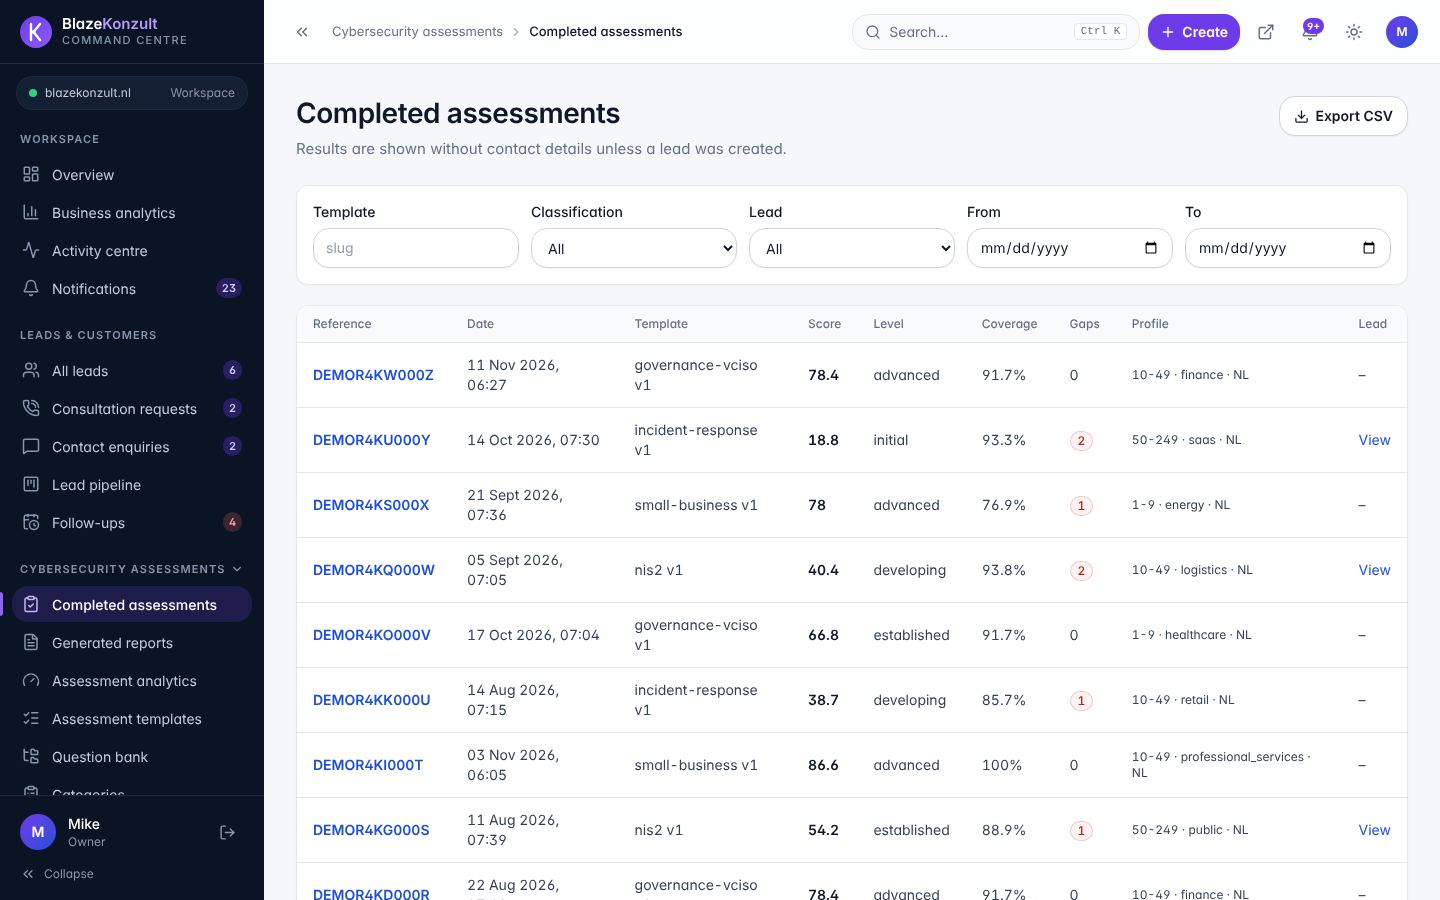 BlazeKonzult
COMMAND CENTRE
blazekonzult.nl Workspace
WORKSPACE
Overview
Business analytics
Activity centre
Notifications 23
LEADS & CUSTOMERS
All leads 6
Consultation requests 2
Contact enquiries 2
Lead pipeline
Follow-ups 4
CYBERSECURITY ASSESSMENTS
Completed assessments
Generated reports
Assessment analytics
Assessment templates
Question bank
Categories
M Mike
Owner
Collapse
Cybersecurity assessments Completed assessments
Search... Ctrl K
Create
9+
M
Completed assessments
Results are shown without contact details unless a lead was created.
Export CSV
Template Classification Lead From To
slug All All mm/dd/yyyy mm/dd/yyyy
Reference Date Template Score Level Coverage Gaps Profile Lead
DEMOR4KW000Z 11 Nov 2026, 06:27 governance-vciso v1 78.4 advanced 91.7% 0 10-49 · finance · NL –
DEMOR4KU000Y 14 Oct 2026, 07:30 incident-response v1 18.8 initial 93.3% 2 50-249 · saas · NL View
DEMOR4KS000X 21 Sept 2026, 07:36 small-business v1 78 advanced 76.9% 1 1-9 · energy · NL –
DEMOR4KQ000W 05 Sept 2026, 07:05 nis2 v1 40.4 developing 93.8% 2 10-49 · logistics · NL View
DEMOR4KO000V 17 Oct 2026, 07:04 governance-vciso v1 66.8 established 91.7% 0 1-9 · healthcare · NL –
DEMOR4KK000U 14 Aug 2026, 07:15 incident-response v1 38.7 developing 85.7% 1 10-49 · retail · NL –
DEMOR4KI000T 03 Nov 2026, 06:05 small-business v1 86.6 advanced 100% 0 10-49 · professional_services · NL –
DEMOR4KG000S 11 Aug 2026, 07:39 nis2 v1 54.2 established 88.9% 1 50-249 · public · NL View
DEMOR4KD000R 22 Aug 2026, governance-vciso 78.4 advanced 91.7% 0 10-49 · finance · NL –